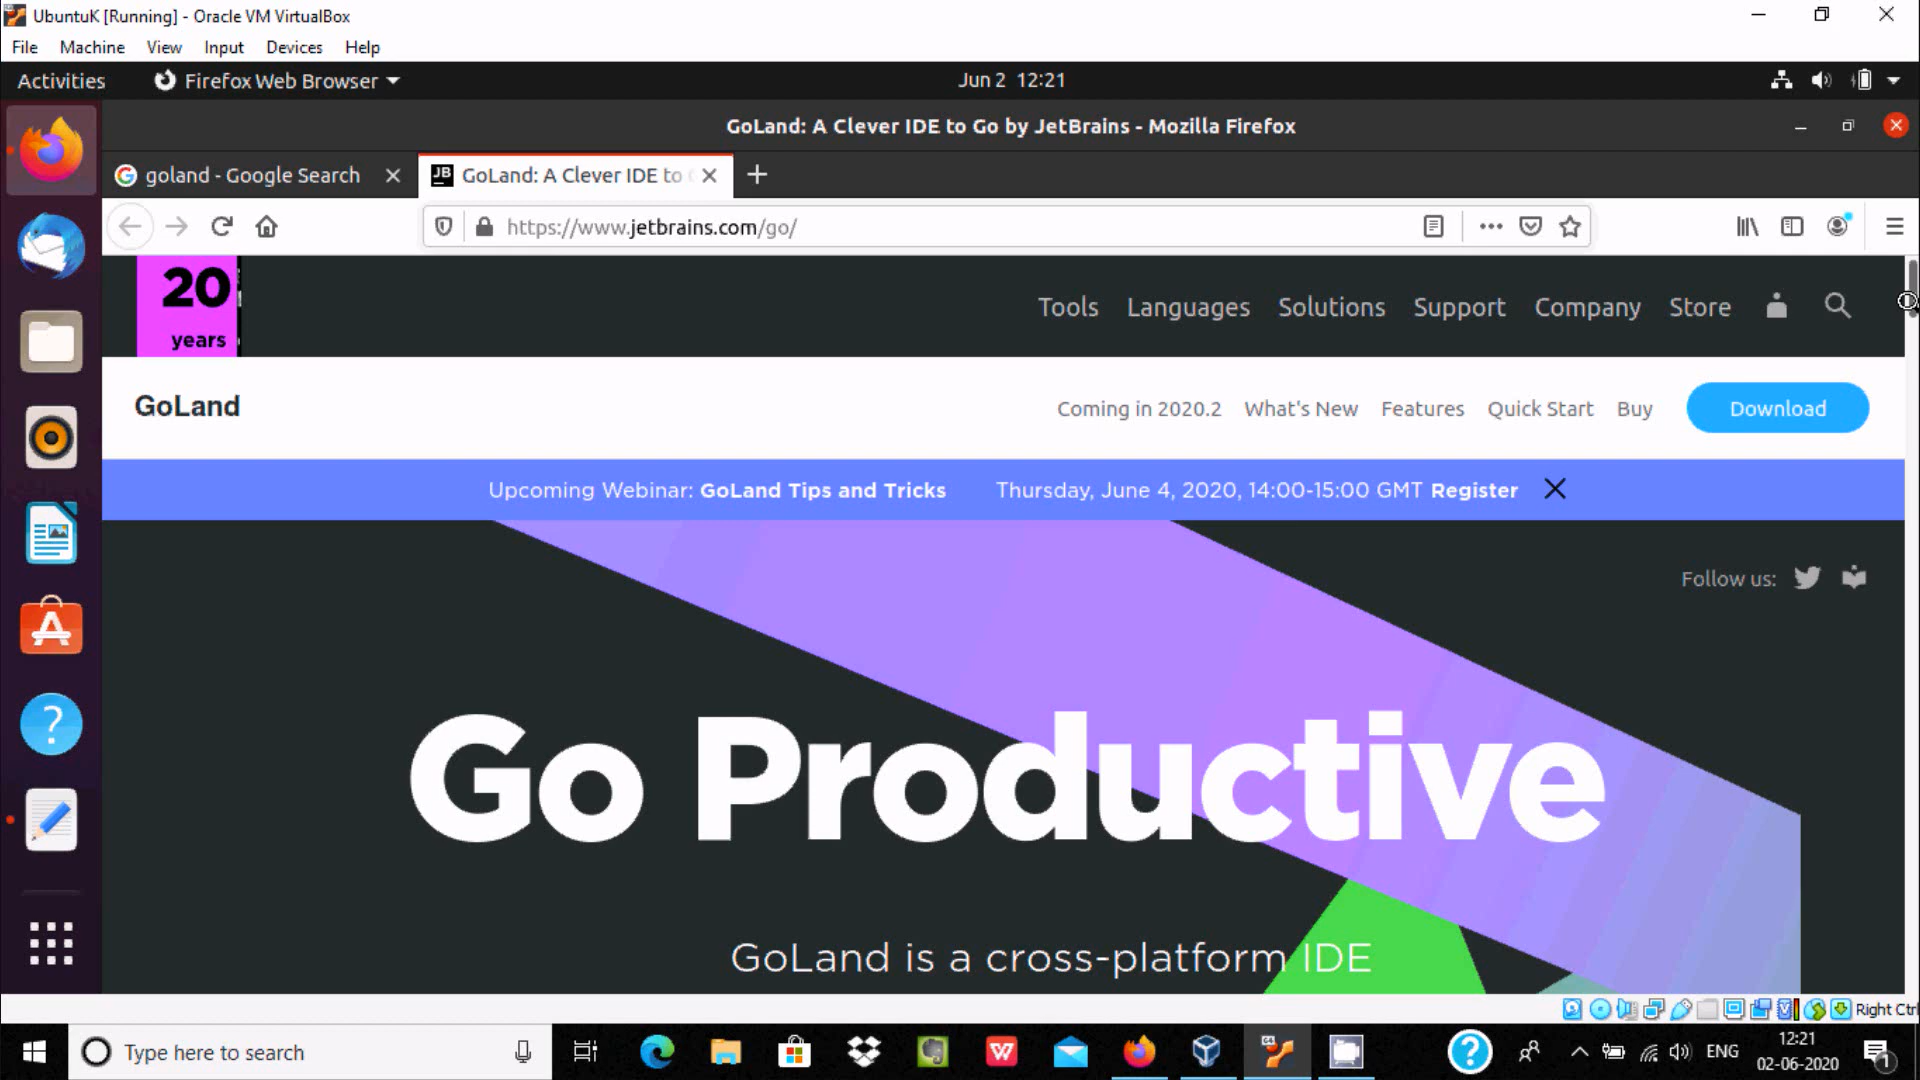 UbuntuK [Running] - Oracle VM VirtualBox
File Machine View Input Devices Help
Activities Firefox Web Browser Jun 2 12:21
GoLand: A Clever IDE to Go by JetBrains - Mozilla Firefox
goland - Google Search JB GoLand: A Clever IDE to
https://www.jetbrains.com/go/
20
years
Tools Languages Solutions Support Company Store
GoLand Coming in 2020.2 What's New Features Quick Start Buy Download
Upcoming Webinar: GoLand Tips and Tricks Thursday, June 4, 2020, 14:00-15:00 GMT Register
Follow us:
Go Productive
GoLand is a cross-platform IDE
Right Ctrl
Type here to search
ENG
12:21
02-06-2020
1